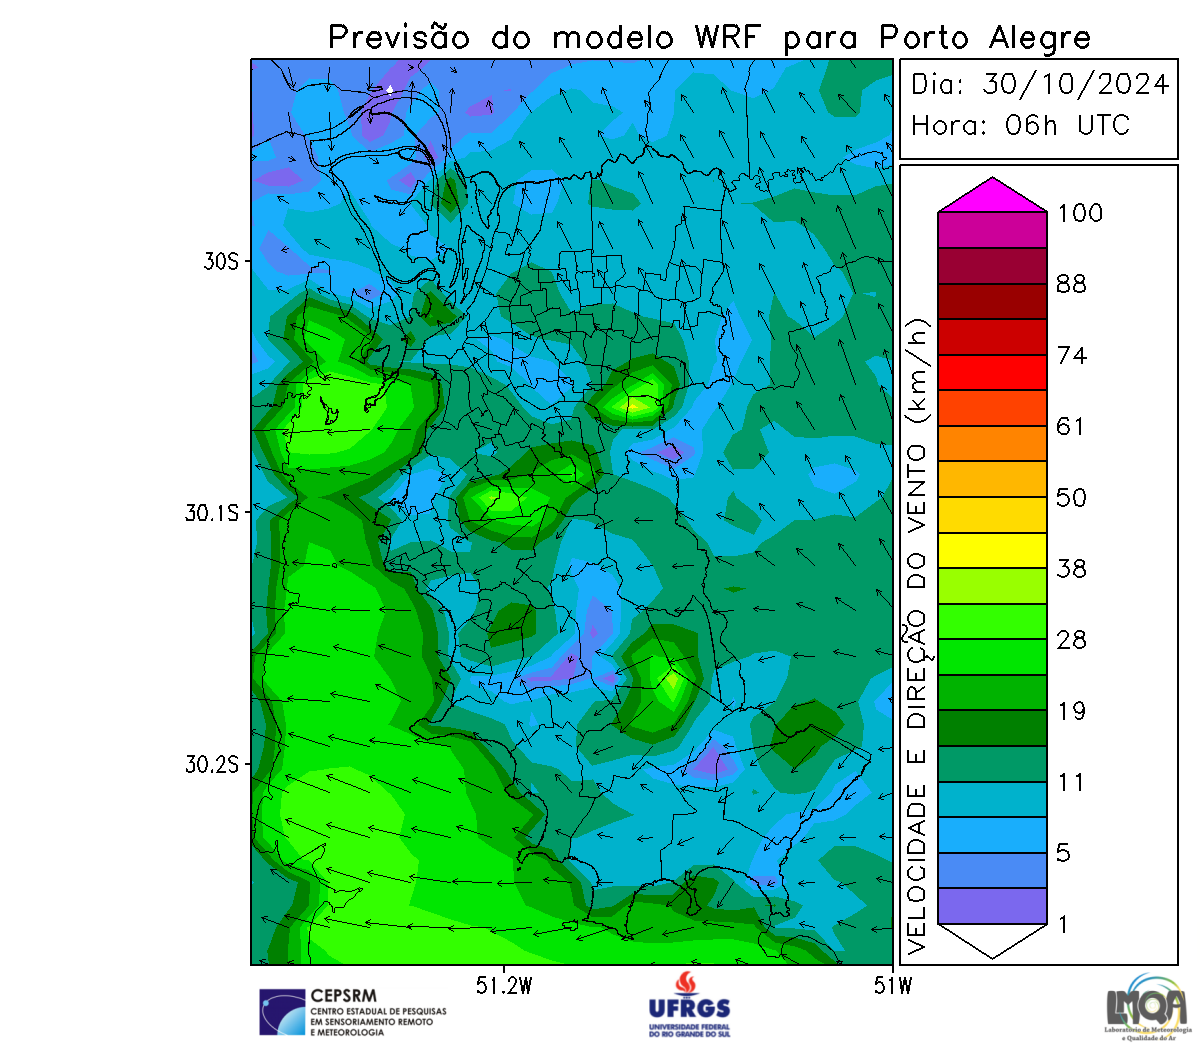 Previsão do modelo WRF para Porto Alegre
Dia: 30/10/2024
Hora: 06h UTC
100
88
74
61
50
38
28
19
11
5
1
VELOCIDADE E DIREÇÃO DO VENTO (km/h)
30S
30.1S
30.2S
51.2W
51W
CEPSRM
CENTRO ESTADUAL DE PESQUISAS
EM SENSORIAMENTO REMOTO
E METEOROLOGIA
UFRGS
UNIVERSIDADE FEDERAL
DO RIO GRANDE DO SUL
LMQA
Laboratório de Meteorologia
e Qualidade do Ar